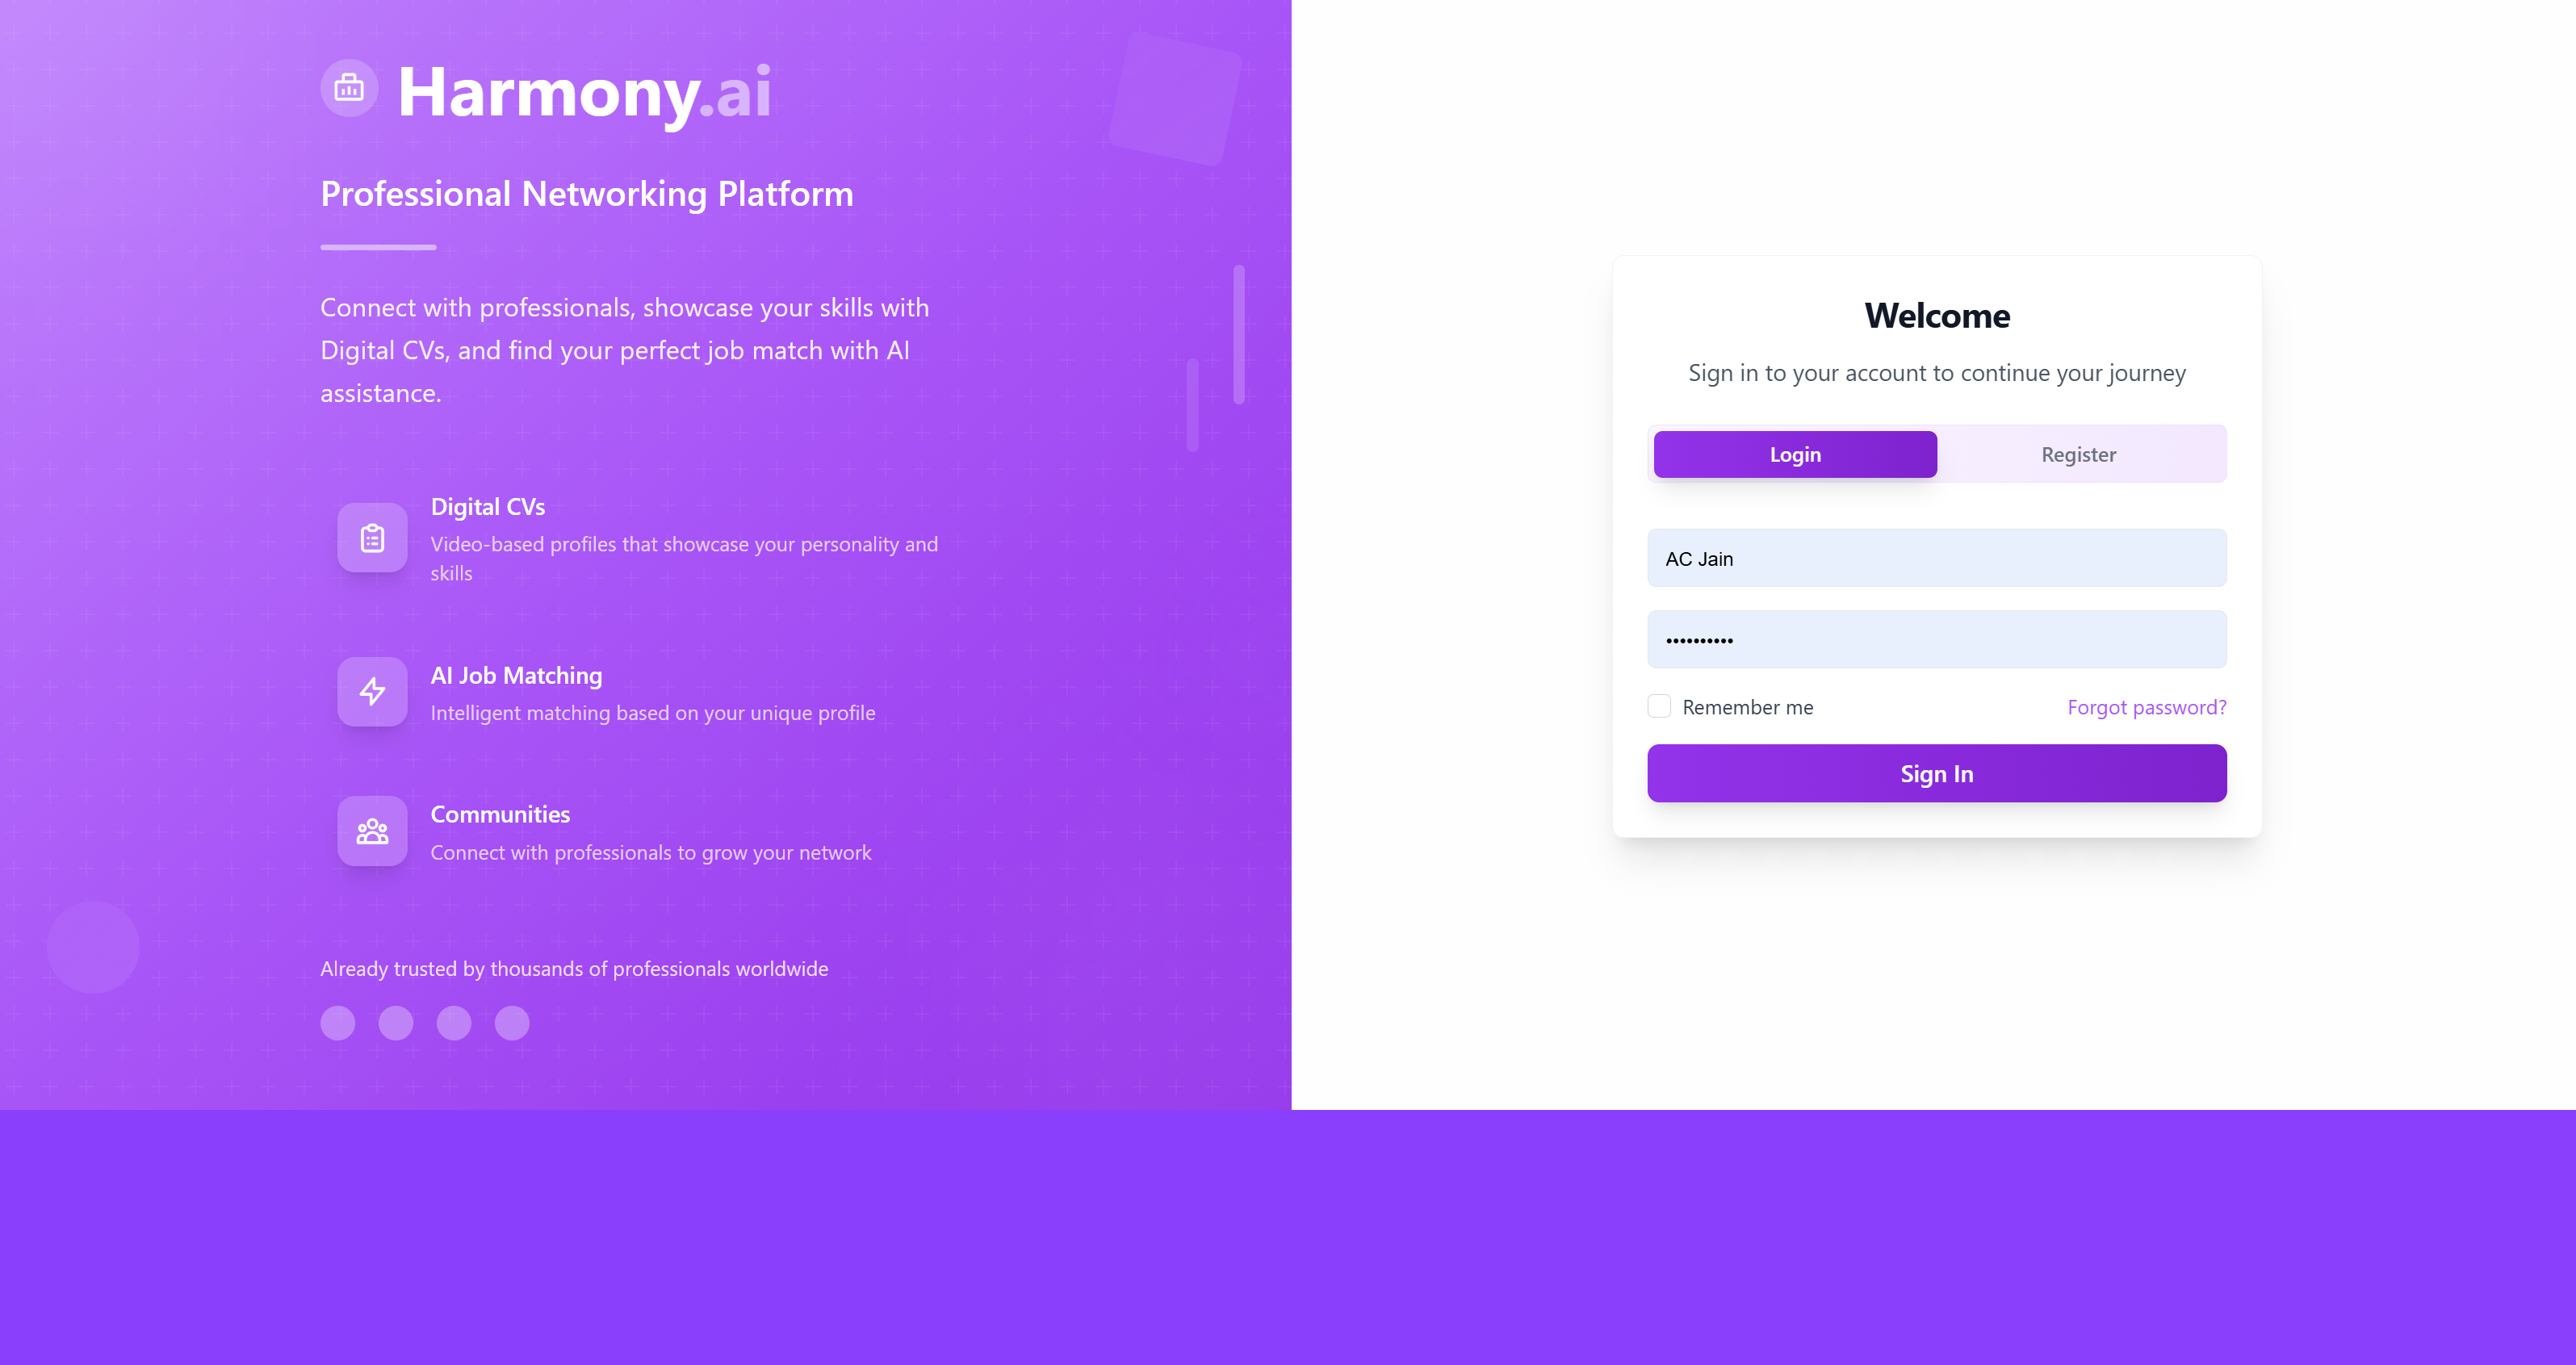 Harmony.ai
Professional Networking Platform
Connect with professionals, showcase your skills with
Digital CVs, and find your perfect job match with AI
assistance.
Digital CVs
Video-based profiles that showcase your personality and
skills
AI Job Matching
Intelligent matching based on your unique profile
Communities
Connect with professionals to grow your network
Already trusted by thousands of professionals worldwide
Welcome
Sign in to your account to continue your journey
Login
Register
AC Jain
••••••••••
Remember me
Forgot password?
Sign In